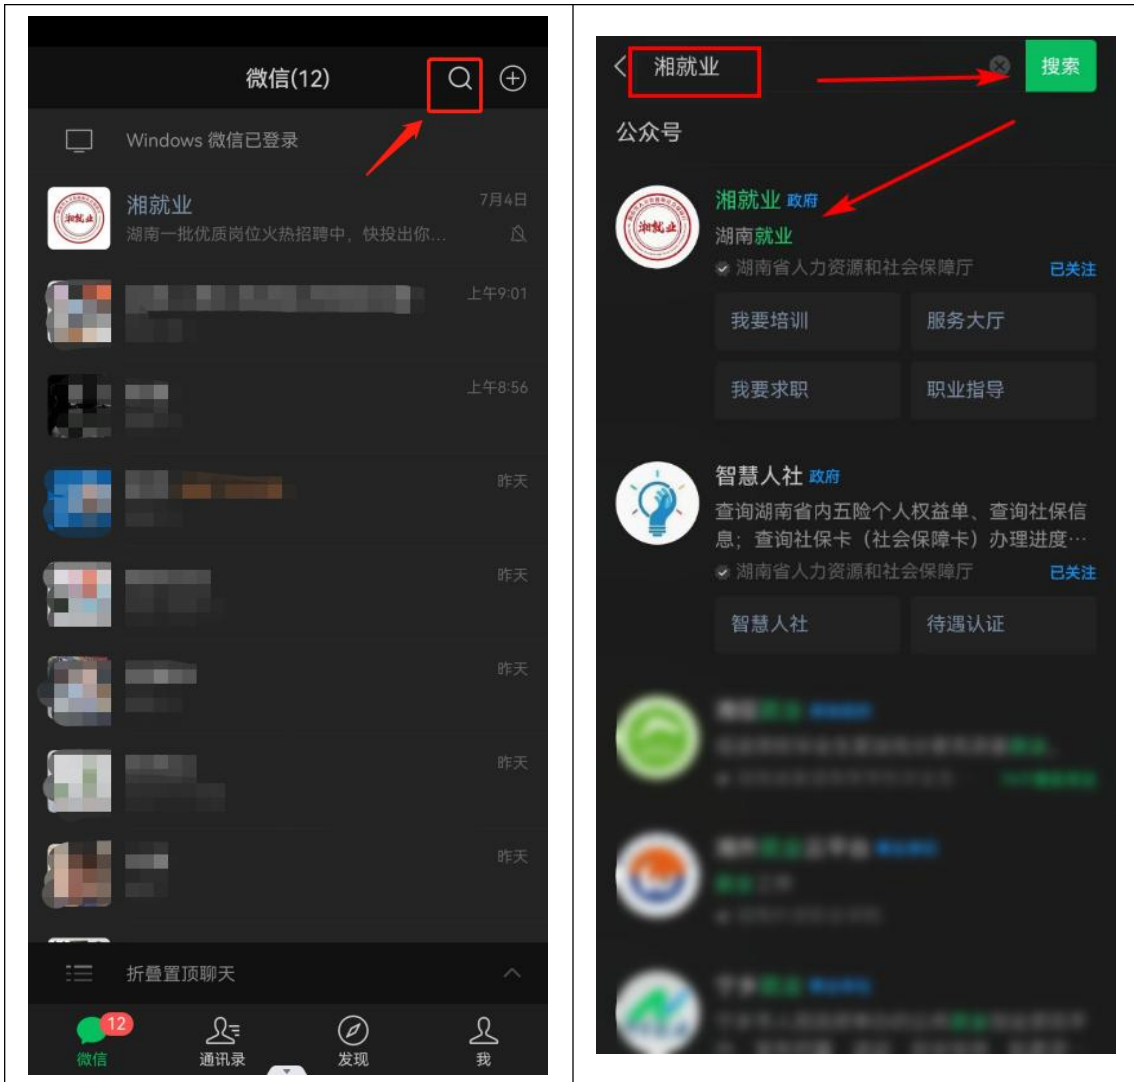 微信(12)
Windows 微信已登录
湘就业
7月4日
湖南一批优质岗位火热招聘中，快投出你...
上午9:01
上午8:56
昨天
昨天
昨天
昨天
昨天
折叠置顶聊天
12
微信
通讯录
发现
我
湘就业
搜索
公众号
湘就业 政府
湖南就业
湖南省人力资源和社会保障厅
已关注
我要培训
服务大厅
我要求职
职业指导
智慧人社 政府
查询湖南省内五险个人权益单、查询社保信
息；查询社保卡（社会保障卡）办理进度…
湖南省人力资源和社会保障厅
已关注
智慧人社
待遇认证